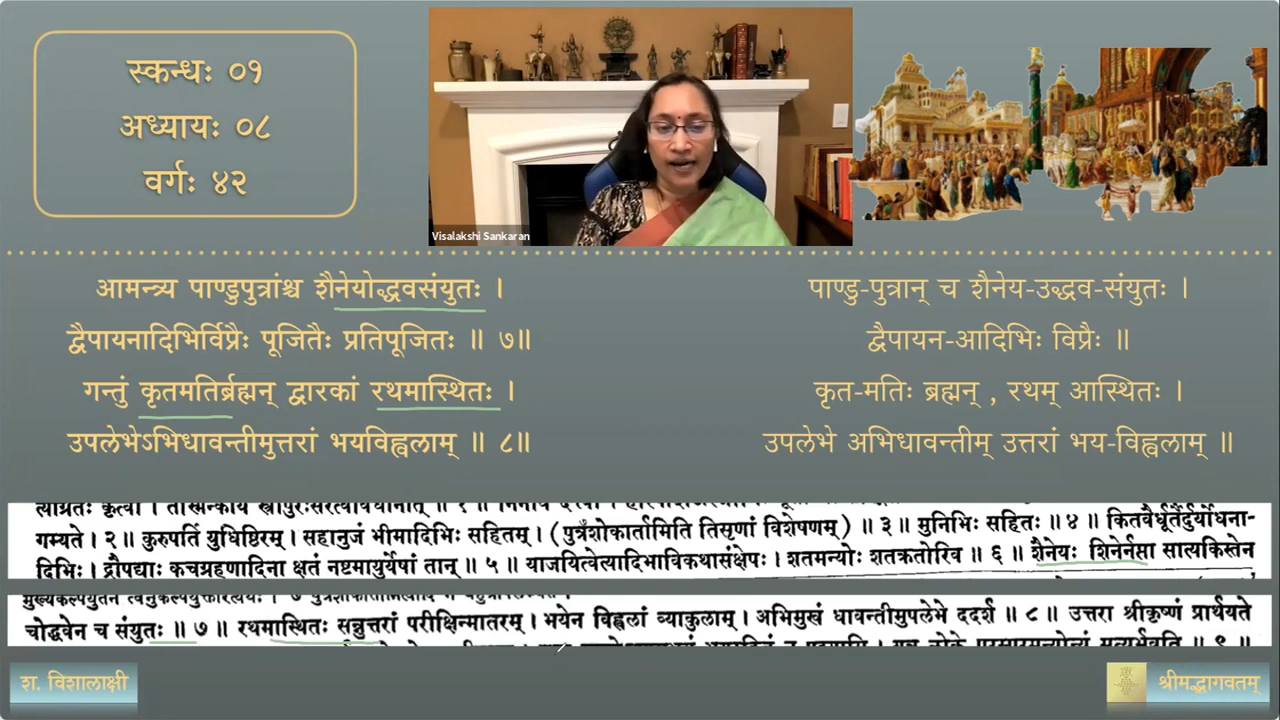 स्कन्धः ०१
अध्यायः ०८
वर्गः ४२
Visalakshi Sankaran
आमन्त्र्य पाण्डुपुत्रांश्च शैनेयोद्धवसंयुतः ।
द्वैपायनादिभिर्विप्रैः पूजितैः प्रतिपूजितः ॥ ७॥
गन्तुं कृतमतिर्ब्रह्मन् द्वारकां रथमास्थितः ।
उपलेभेऽभिधावन्तीमुत्तरां भयविह्वलाम् ॥ ८॥
पाण्डु-पुत्रान् च शैनेय-उद्धव-संयुतः ।
द्वैपायन-आदिभिः विप्रैः ॥
कृत-मतिः ब्रह्मन् , रथम् आस्थितः ।
उपलेभे अभिधावन्तीम् उत्तरां भय-विह्वलाम् ॥
गम्यते । २ ॥ कुरुपतिं युधिष्ठिरम् । सहानुजं भीमादिभिः सहितम् । (पुत्रशोकार्तामिति तिसृणां विशेषणम्) ॥ ३ ॥ मुनिभिः सहितः ॥ ४ ॥ कितवैर्धूर्तैर्दुर्योधना-
दिभिः । द्रौपद्याः कचग्रहणादिना क्षतं नष्टमायुर्येषां तान् ॥ ५ ॥ याजयित्वेत्यादिभाविकथासंक्षेपः । शतमन्योः शतक्रतोरिव ॥ ६ ॥ शैनेयः शिनेर्नप्ता सात्यकिस्तेन
चोद्धवेन च संयुतः ॥ ७ ॥ रथमास्थितः सन्नुत्तरां परीक्षिन्मातरम् । भयेन विह्वलां व्याकुलाम् । अभिमुखं धावन्तीमुपलेभे ददर्श ॥ ८ ॥ उत्तरा श्रीकृष्णं प्रार्थयते
श. विशालाक्षी
श्रीमद्भागवतम्